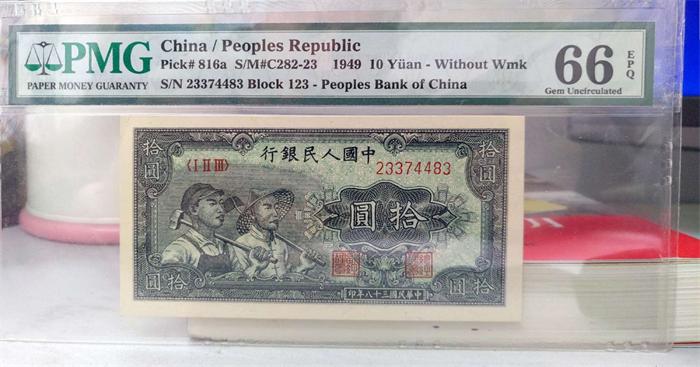 PMG
PAPER MONEY GUARANTY
China / Peoples Republic
Pick# 816a S/M#C282-23 1949 10 Yüan - Without Wmk
S/N 23374483 Block 123 - Peoples Bank of China
66 EPQ
Gem Uncirculated
行銀民人國中
〈I II III〉
23374483
拾圓
拾圓
圓拾
拾圓
拾圓
印年八十三國民華中